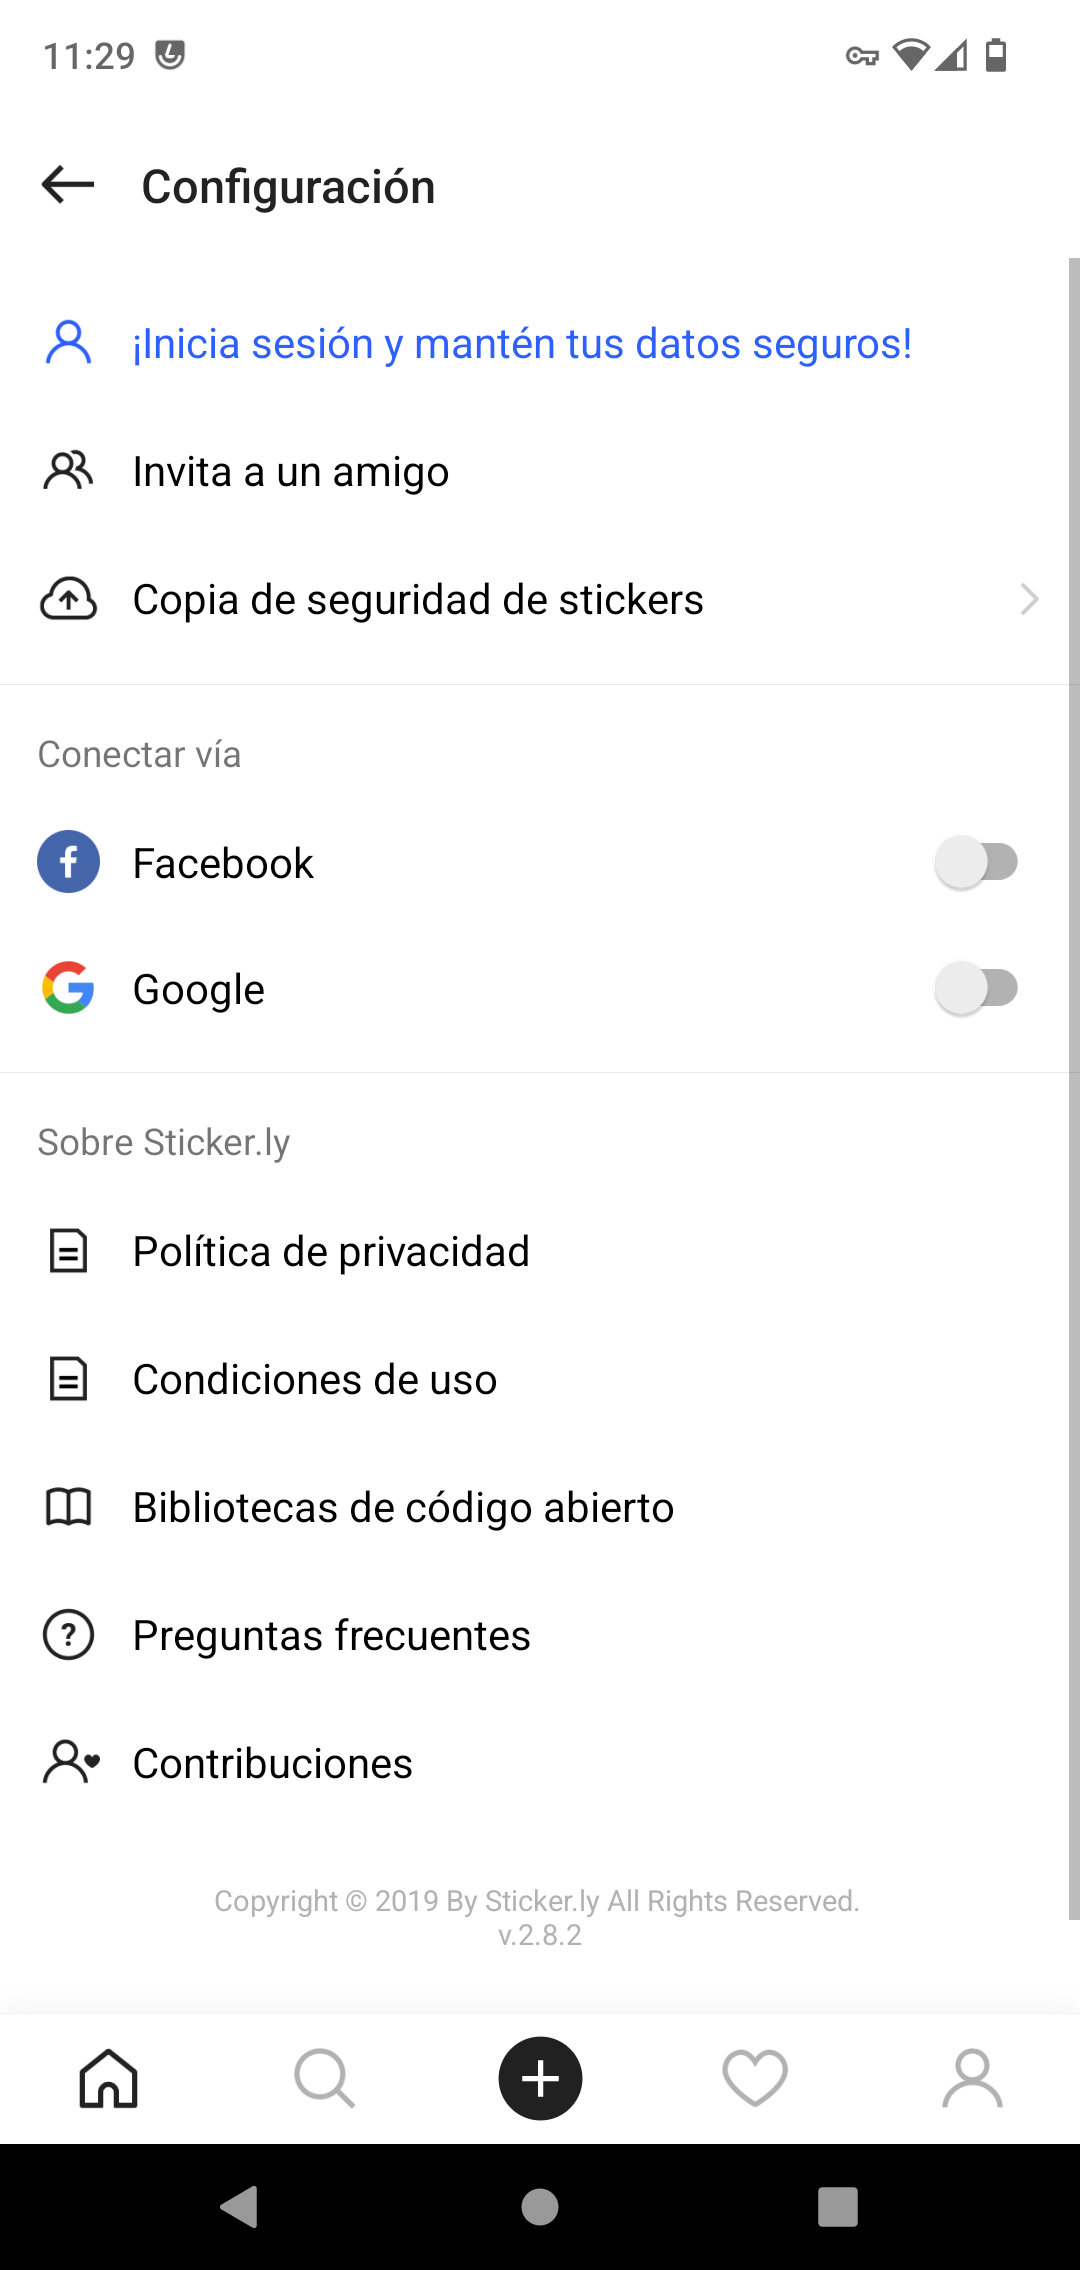 11:29
Configuración
¡Inicia sesión y mantén tus datos seguros!
Invita a un amigo
Copia de seguridad de stickers
Conectar vía
Facebook
Google
Sobre Sticker.ly
Política de privacidad
Condiciones de uso
Bibliotecas de código abierto
Preguntas frecuentes
Contribuciones
Copyright © 2019 By Sticker.ly All Rights Reserved.
v.2.8.2